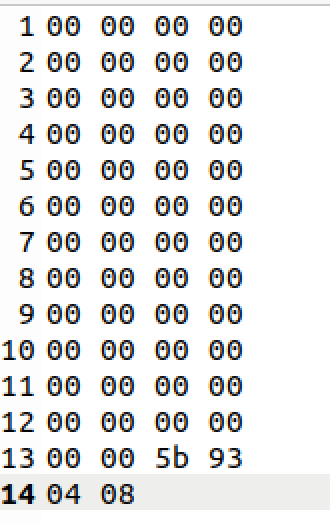 1 00 00 00 00
2 00 00 00 00
3 00 00 00 00
4 00 00 00 00
5 00 00 00 00
6 00 00 00 00
7 00 00 00 00
8 00 00 00 00
9 00 00 00 00
10 00 00 00 00
11 00 00 00 00
12 00 00 00 00
13 00 00 5b 93
14 04 08